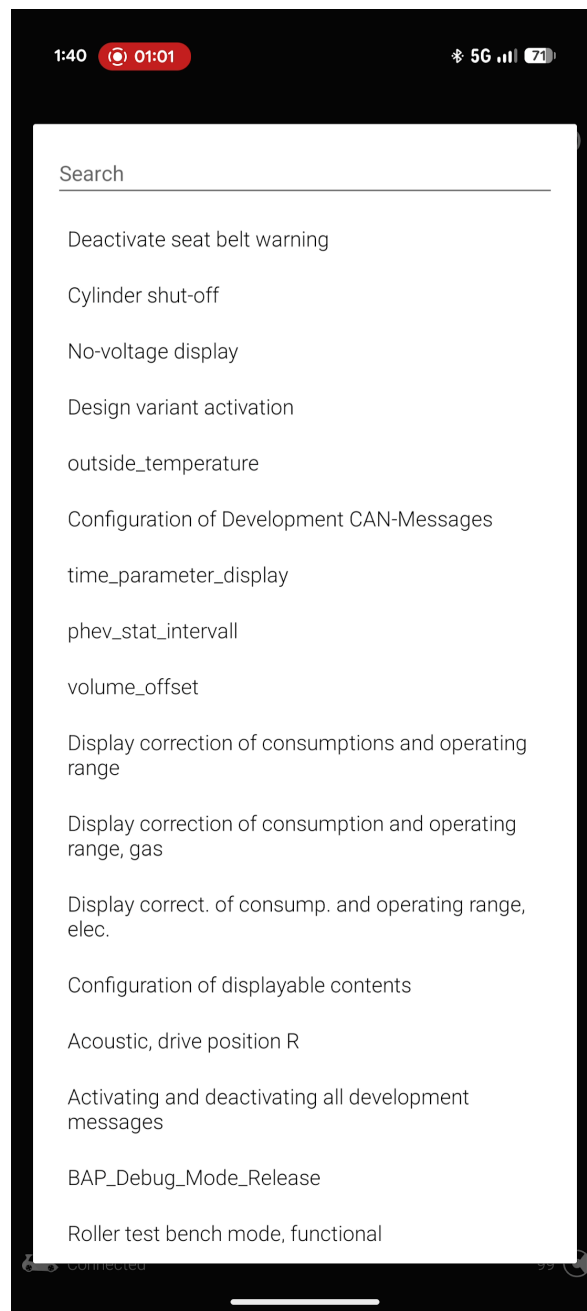 1:40 01:01 5G 71
Search
Deactivate seat belt warning
Cylinder shut-off
No-voltage display
Design variant activation
outside_temperature
Configuration of Development CAN-Messages
time_parameter_display
phev_stat_intervall
volume_offset
Display correction of consumptions and operating
range
Display correction of consumption and operating
range, gas
Display correct. of consump. and operating range,
elec.
Configuration of displayable contents
Acoustic, drive position R
Activating and deactivating all development
messages
BAP_Debug_Mode_Release
Roller test bench mode, functional
Connected 99